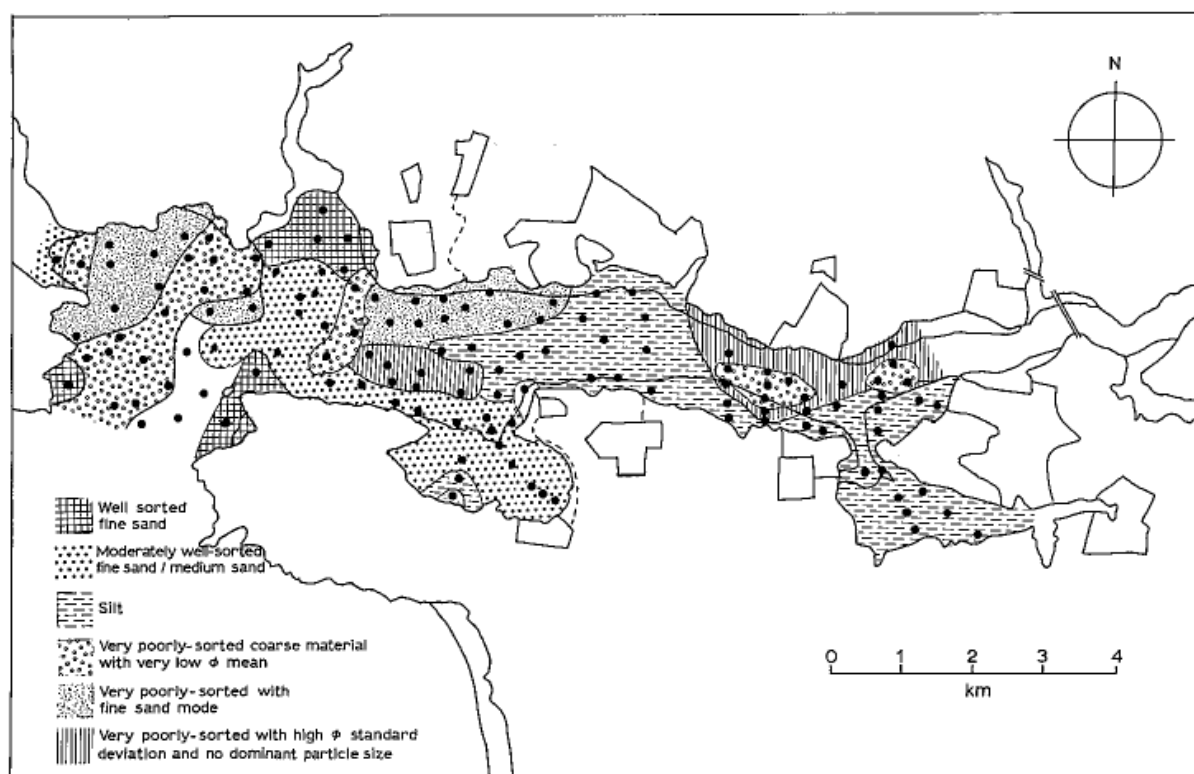 N
Well sorted
fine sand
Moderately well-sorted
fine sand / medium sand
Silt
Very poorly-sorted coarse material
with very low ϕ mean
Very poorly-sorted with
fine sand mode
Very poorly-sorted with high ϕ standard
deviation and no dominant particle size
0 1 2 3 4
km